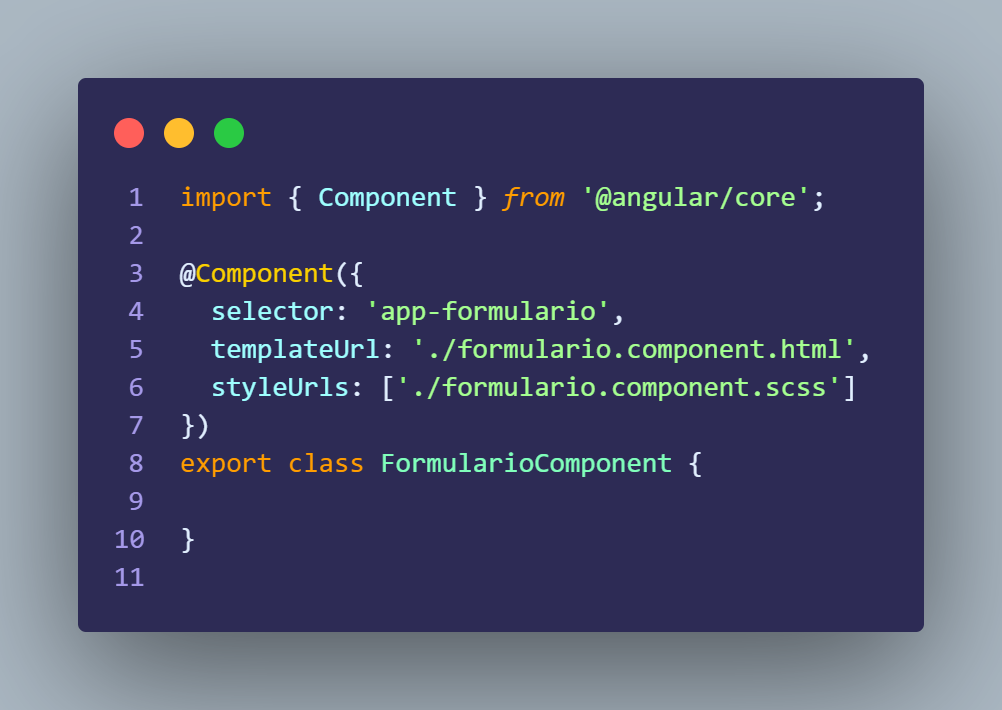 1 import { Component } from '@angular/core';
2
3 @Component({
4   selector: 'app-formulario',
5   templateUrl: './formulario.component.html',
6   styleUrls: ['./formulario.component.scss']
7 })
8 export class FormularioComponent {
9
10 }
11